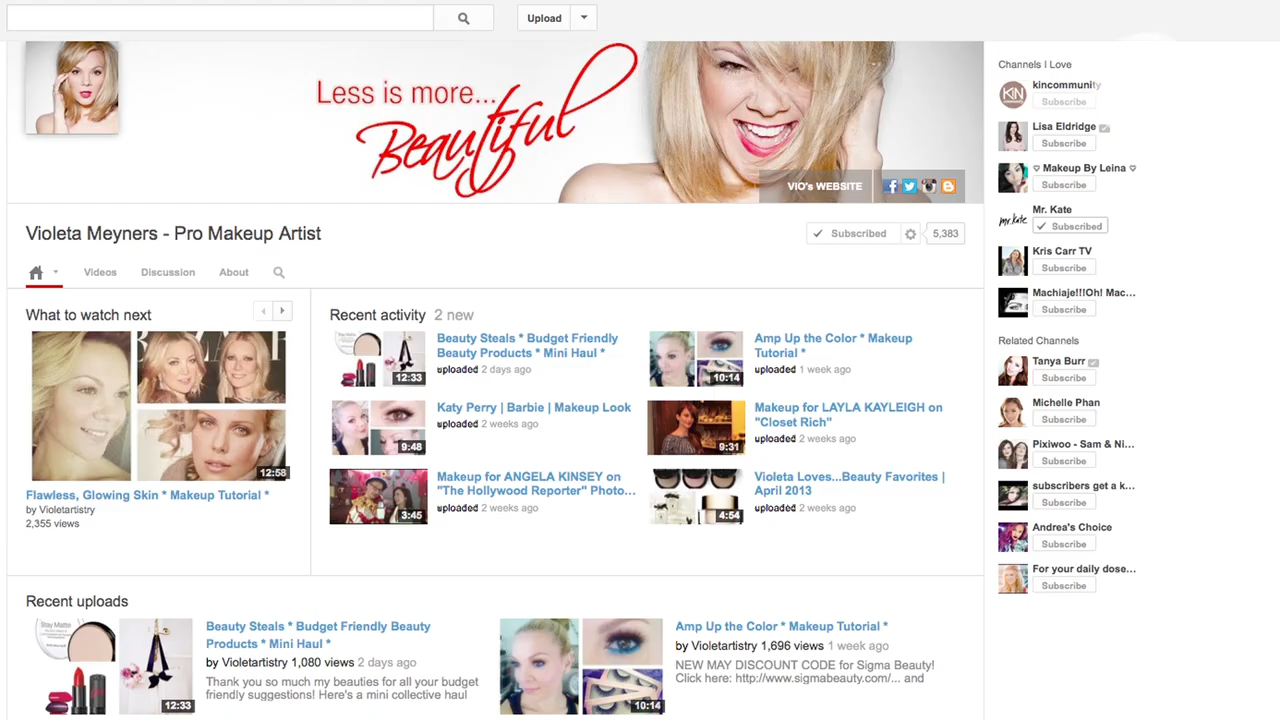 Upload
Less is more...
Beautiful
VIO's WEBSITE
Violeta Meyners - Pro Makeup Artist
Subscribed
5,383
Videos
Discussion
About
What to watch next
12:58
Flawless, Glowing Skin * Makeup Tutorial *
by Violetartistry
2,355 views
Recent activity 2 new
12:33
Beauty Steals * Budget Friendly
Beauty Products * Mini Haul *
uploaded 2 days ago
10:14
Amp Up the Color * Makeup
Tutorial *
uploaded 1 week ago
9:48
Katy Perry | Barbie | Makeup Look
uploaded 2 weeks ago
9:31
Makeup for LAYLA KAYLEIGH on
"Closet Rich"
uploaded 2 weeks ago
3:45
Makeup for ANGELA KINSEY on
"The Hollywood Reporter" Photo...
uploaded 2 weeks ago
4:54
Violeta Loves...Beauty Favorites |
April 2013
uploaded 2 weeks ago
Recent uploads
Stay Matte
12:33
Beauty Steals * Budget Friendly Beauty
Products * Mini Haul *
by Violetartistry 1,080 views 2 days ago
Thank you so much my beauties for all your budget
friendly suggestions! Here's a mini collective haul
10:14
Amp Up the Color * Makeup Tutorial *
by Violetartistry 1,696 views 1 week ago
NEW MAY DISCOUNT CODE for Sigma Beauty!
Click here: http://www.sigmabeauty.com/... and
Channels I Love
KIN
kincommunity
Subscribe
Lisa Eldridge
Subscribe
♡ Makeup By Leina ♡
Subscribe
mr. kate
Mr. Kate
Subscribed
Kris Carr TV
Subscribe
Machiaje!!!Oh! Mac...
Subscribe
Related Channels
Tanya Burr
Subscribe
Michelle Phan
Subscribe
Pixiwoo - Sam & Ni...
Subscribe
subscribers get a k...
Subscribe
Andrea's Choice
Subscribe
For your daily dose...
Subscribe